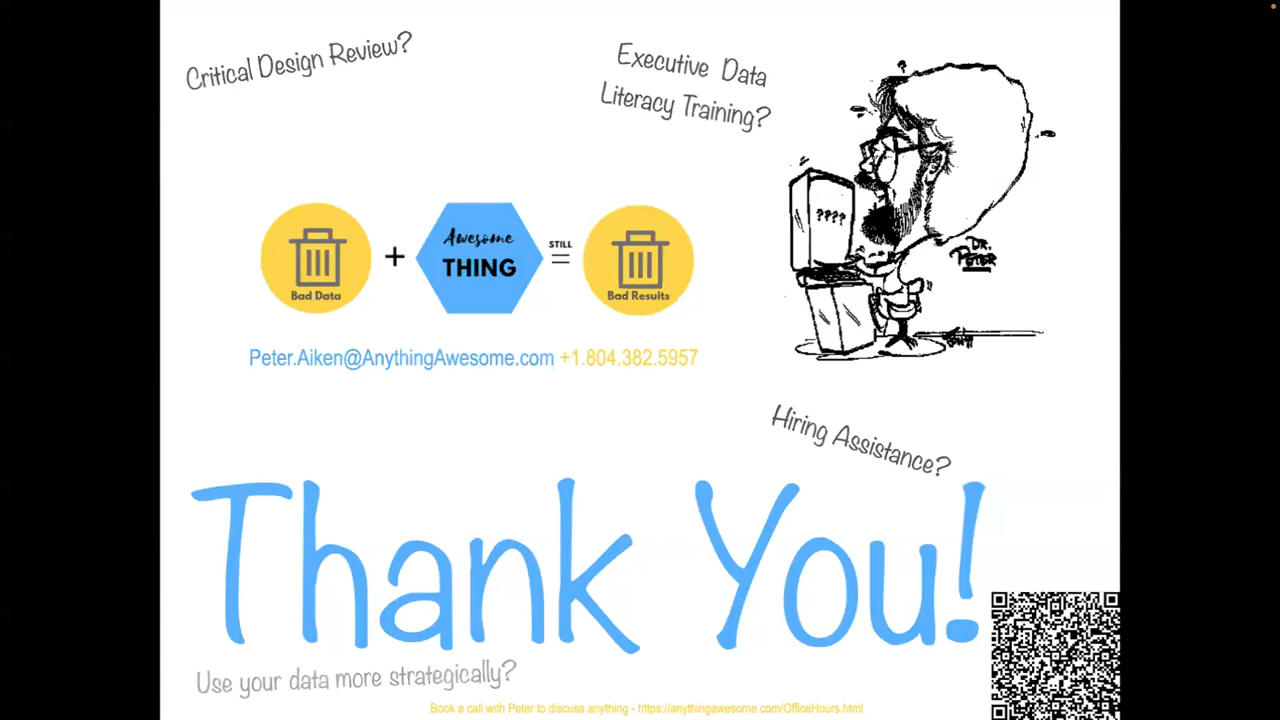 Critical Design Review?
Executive Data
Literacy Training?
????
Awesome
THING
STILL
+
=
Bad Data
Bad Results
DR.
PETER
Peter.Aiken@AnythingAwesome.com +1.804.382.5957
Hiring Assistance?
Thank You!
Use your data more strategically?
Book a call with Peter to discuss anything - https://anythingawesome.com/OfficeHours.html